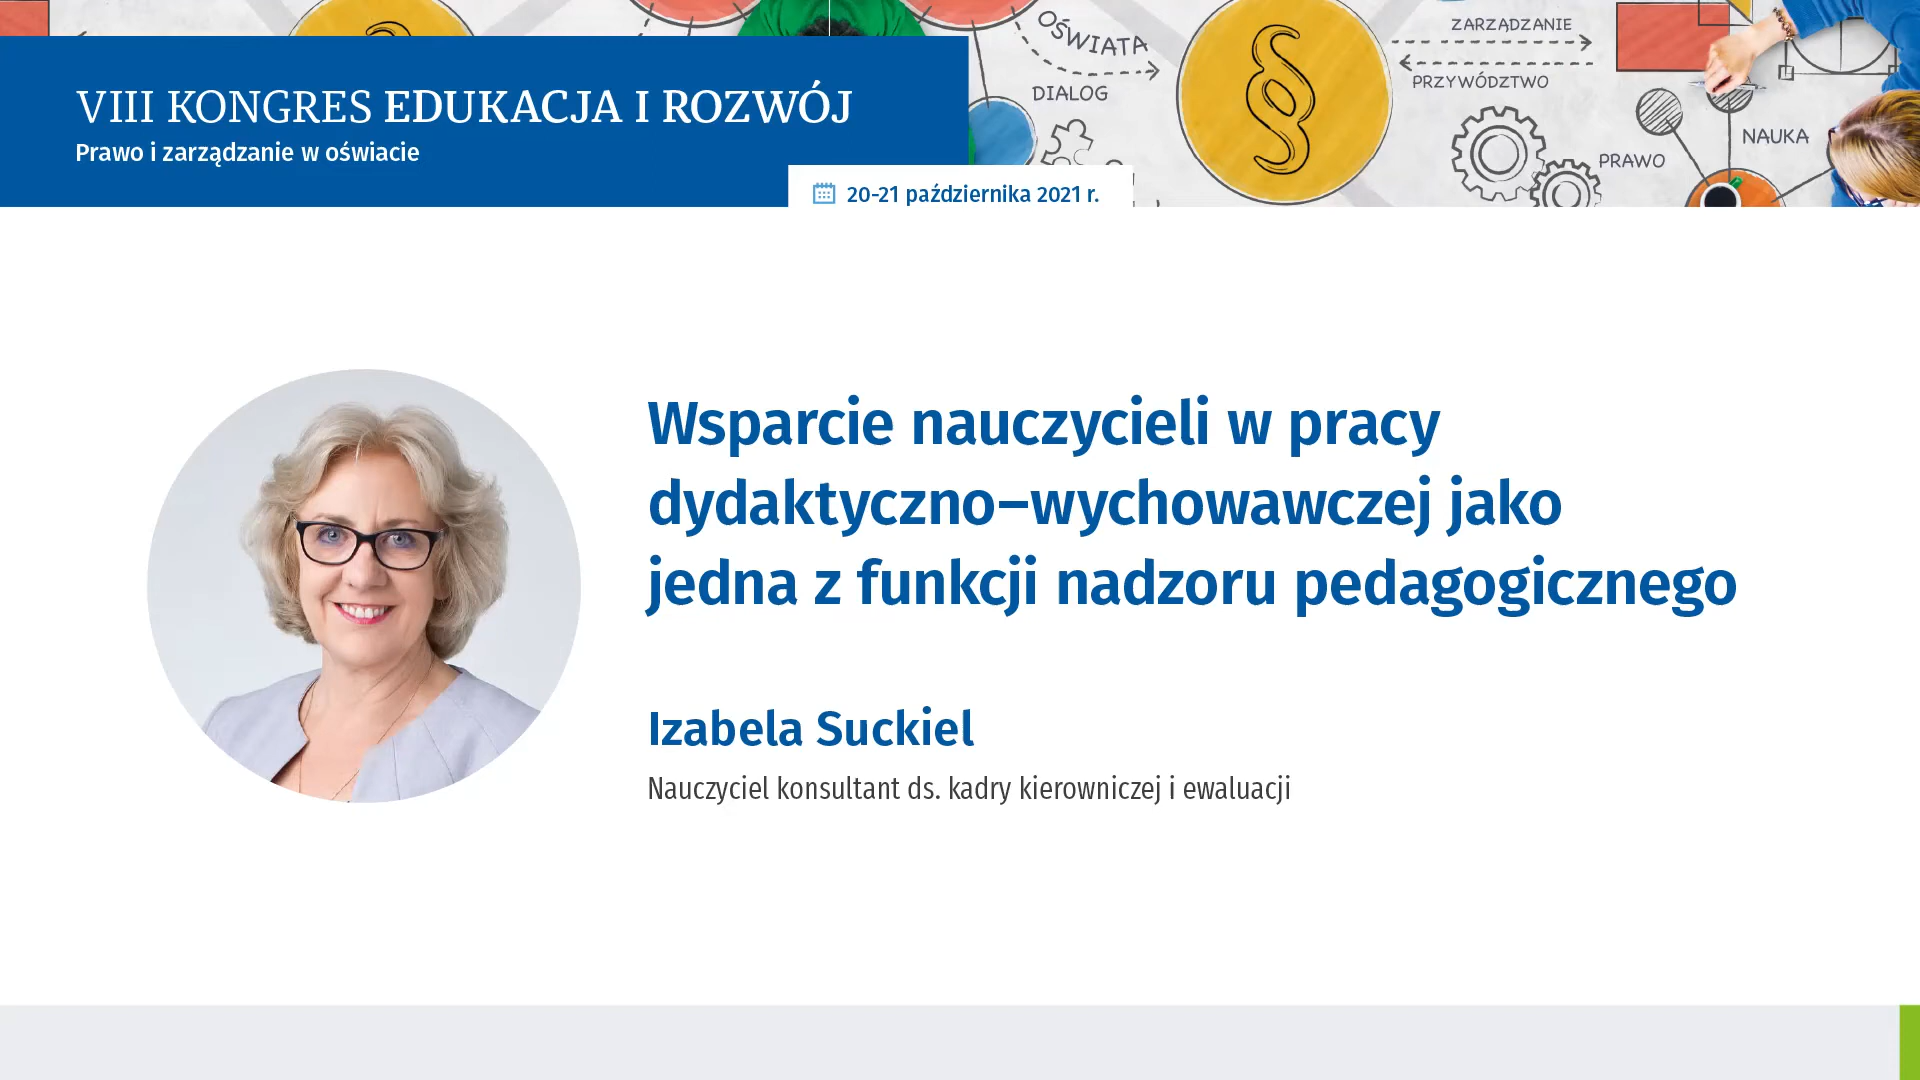 VIII KONGRES EDUKACJA I ROZWÓJ
Prawo i zarządzanie w oświacie
20-21 października 2021 r.
OŚWIATA
DIALOG
ZARZĄDZANIE
PRZYWÓDZTWO
PRAWO
NAUKA
§
Wsparcie nauczycieli w pracy
dydaktyczno–wychowawczej jako
jedna z funkcji nadzoru pedagogicznego
Izabela Suckiel
Nauczyciel konsultant ds. kadry kierowniczej i ewaluacji